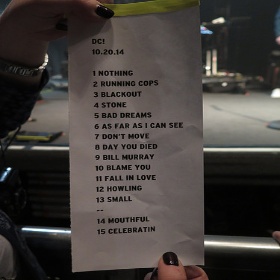 DC!
10.20.14
1 NOTHING
2 RUNNING COPS
3 BLACKOUT
4 STONE
5 BAD DREAMS
6 AS FAR AS I CAN SEE
7 DON'T MOVE
8 DAY YOU DIED
9 BILL MURRAY
10 BLAME YOU
11 FALL IN LOVE
12 HOWLING
13 SMALL
--
14 MOUTHFUL
15 CELEBRATIN